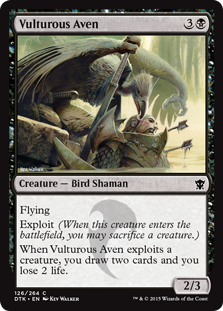 Vulturous Aven 3
Creature — Bird Shaman
Flying
Exploit (When this creature enters the
battlefield, you may sacrifice a creature.)
When Vulturous Aven exploits a
creature, you draw two cards and you
lose 2 life.
2/3
126/264 C
DTK • EN Kev Walker
™ & © 2015 Wizards of the Coast